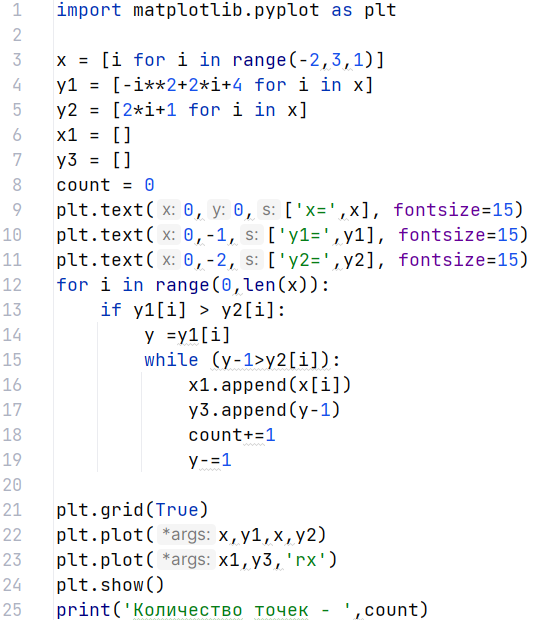 1 import matplotlib.pyplot as plt
2
3 x = [i for i in range(-2,3,1)]
4 y1 = [-i**2+2*i+4 for i in x]
5 y2 = [2*i+1 for i in x]
6 x1 = []
7 y3 = []
8 count = 0
9 plt.text( x: 0, y: 0, s: ['x=',x], fontsize=15)
10 plt.text( x: 0,-1, s: ['y1=',y1], fontsize=15)
11 plt.text( x: 0,-2, s: ['y2=',y2], fontsize=15)
12 for i in range(0,len(x)):
13     if y1[i] > y2[i]:
14         y =y1[i]
15         while (y-1>y2[i]):
16             x1.append(x[i])
17             y3.append(y-1)
18             count+=1
19             y-=1
20
21 plt.grid(True)
22 plt.plot( *args: x,y1,x,y2)
23 plt.plot( *args: x1,y3,'rx')
24 plt.show()
25 print('Количество точек - ',count)